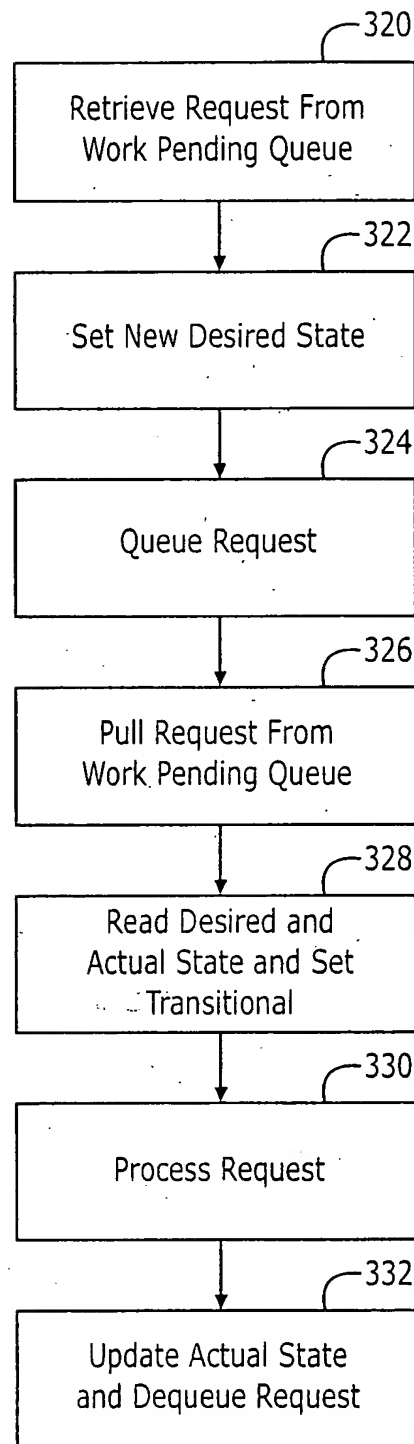 320
Retrieve Request From
Work Pending Queue
322
Set New Desired State
324
Queue Request
326
Pull Request From
Work Pending Queue
328
Read Desired and
Actual State and Set
Transitional
330
Process Request
332
Update Actual State
and Dequeue Request